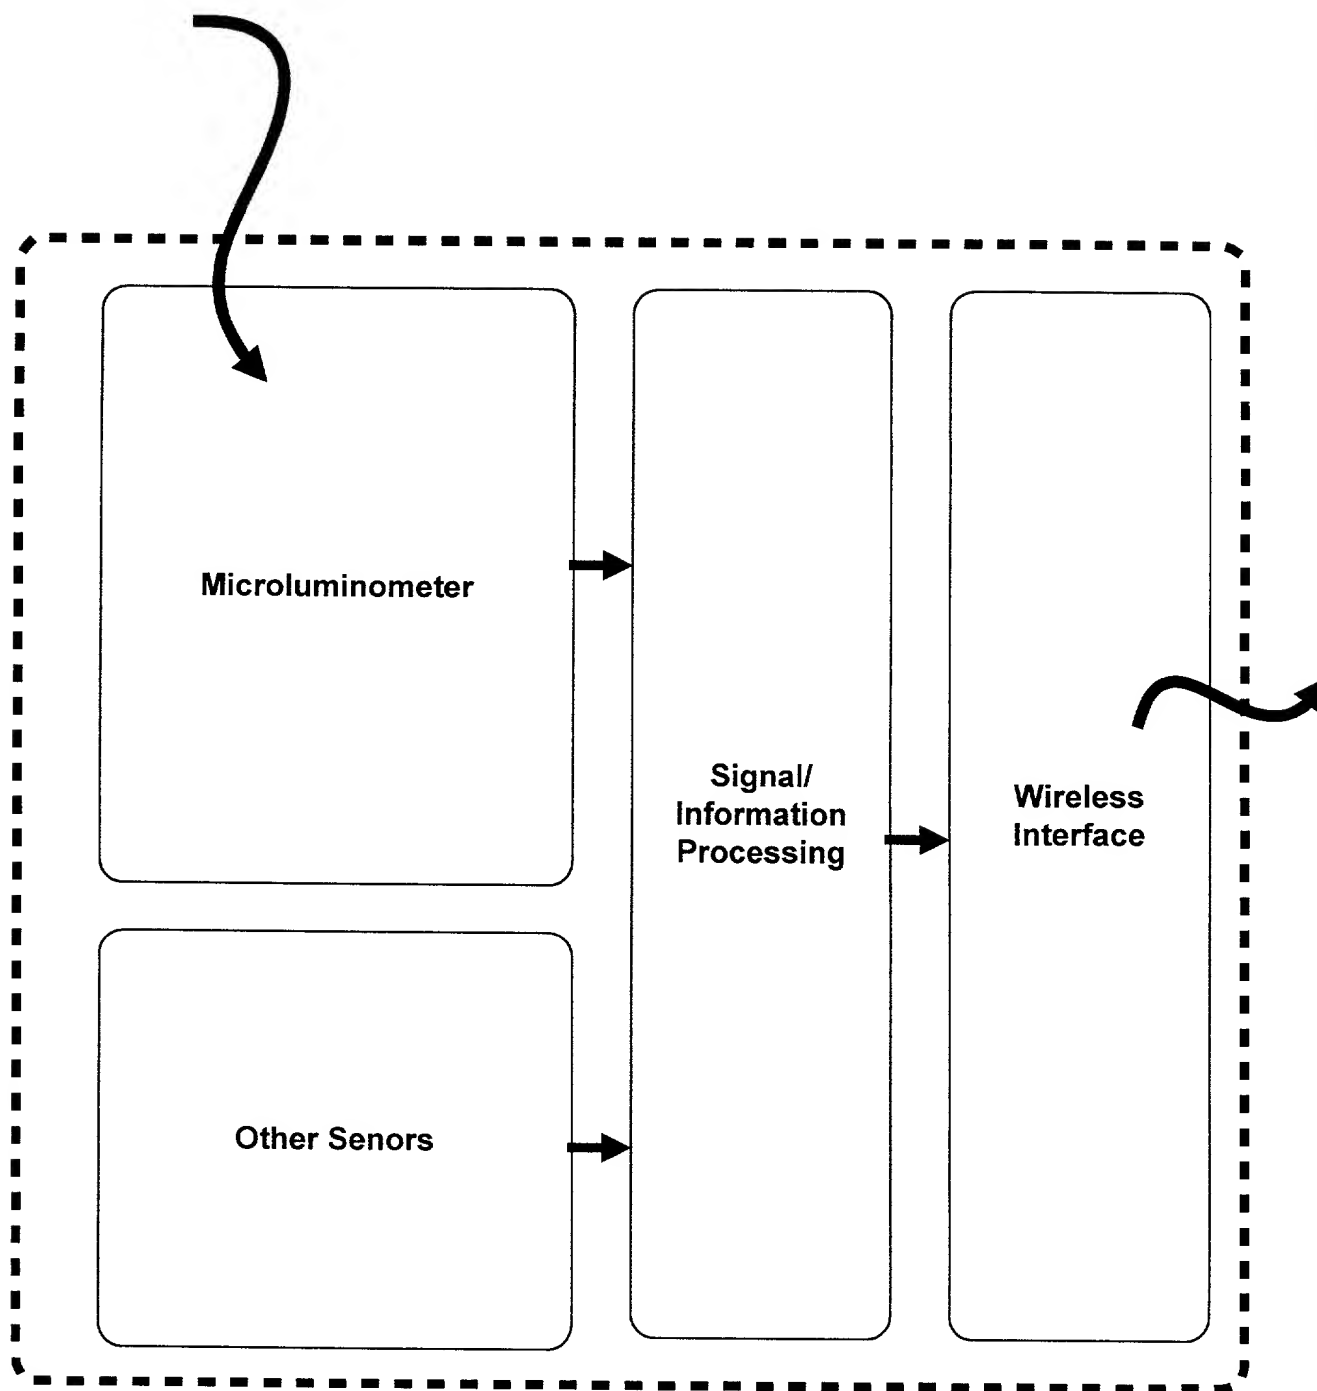 Microluminometer
Signal/
Information
Processing
Wireless
Interface
Other Senors